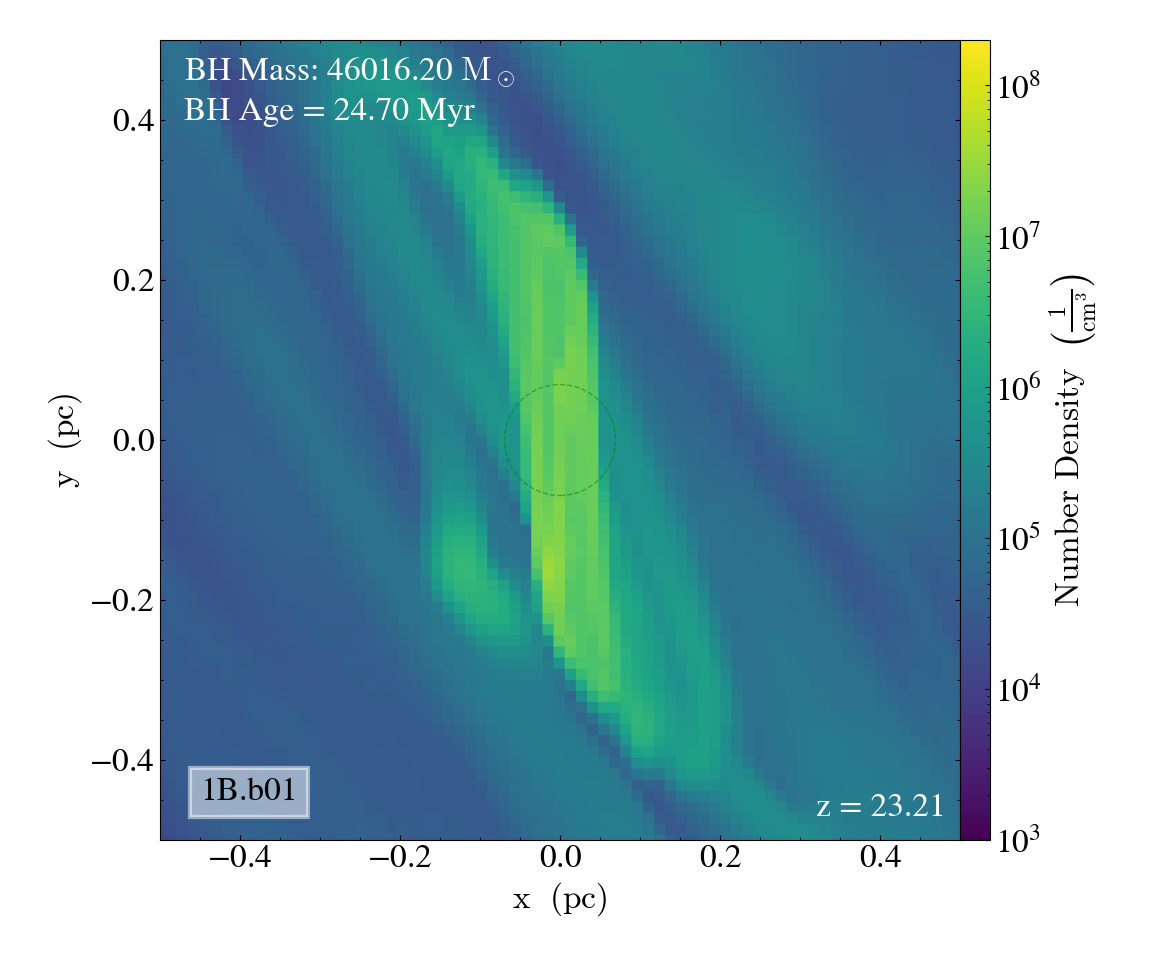 BH Mass: 46016.20 M⊙
BH Age = 24.70 Myr
0.4
0.2
0.0
−0.2
−0.4
y (pc)
1B.b01
z = 23.21
−0.4 −0.2 0.0 0.2 0.4
x (pc)
10⁸
10⁷
10⁶
10⁵
10⁴
10³
Number Density (1/cm³)